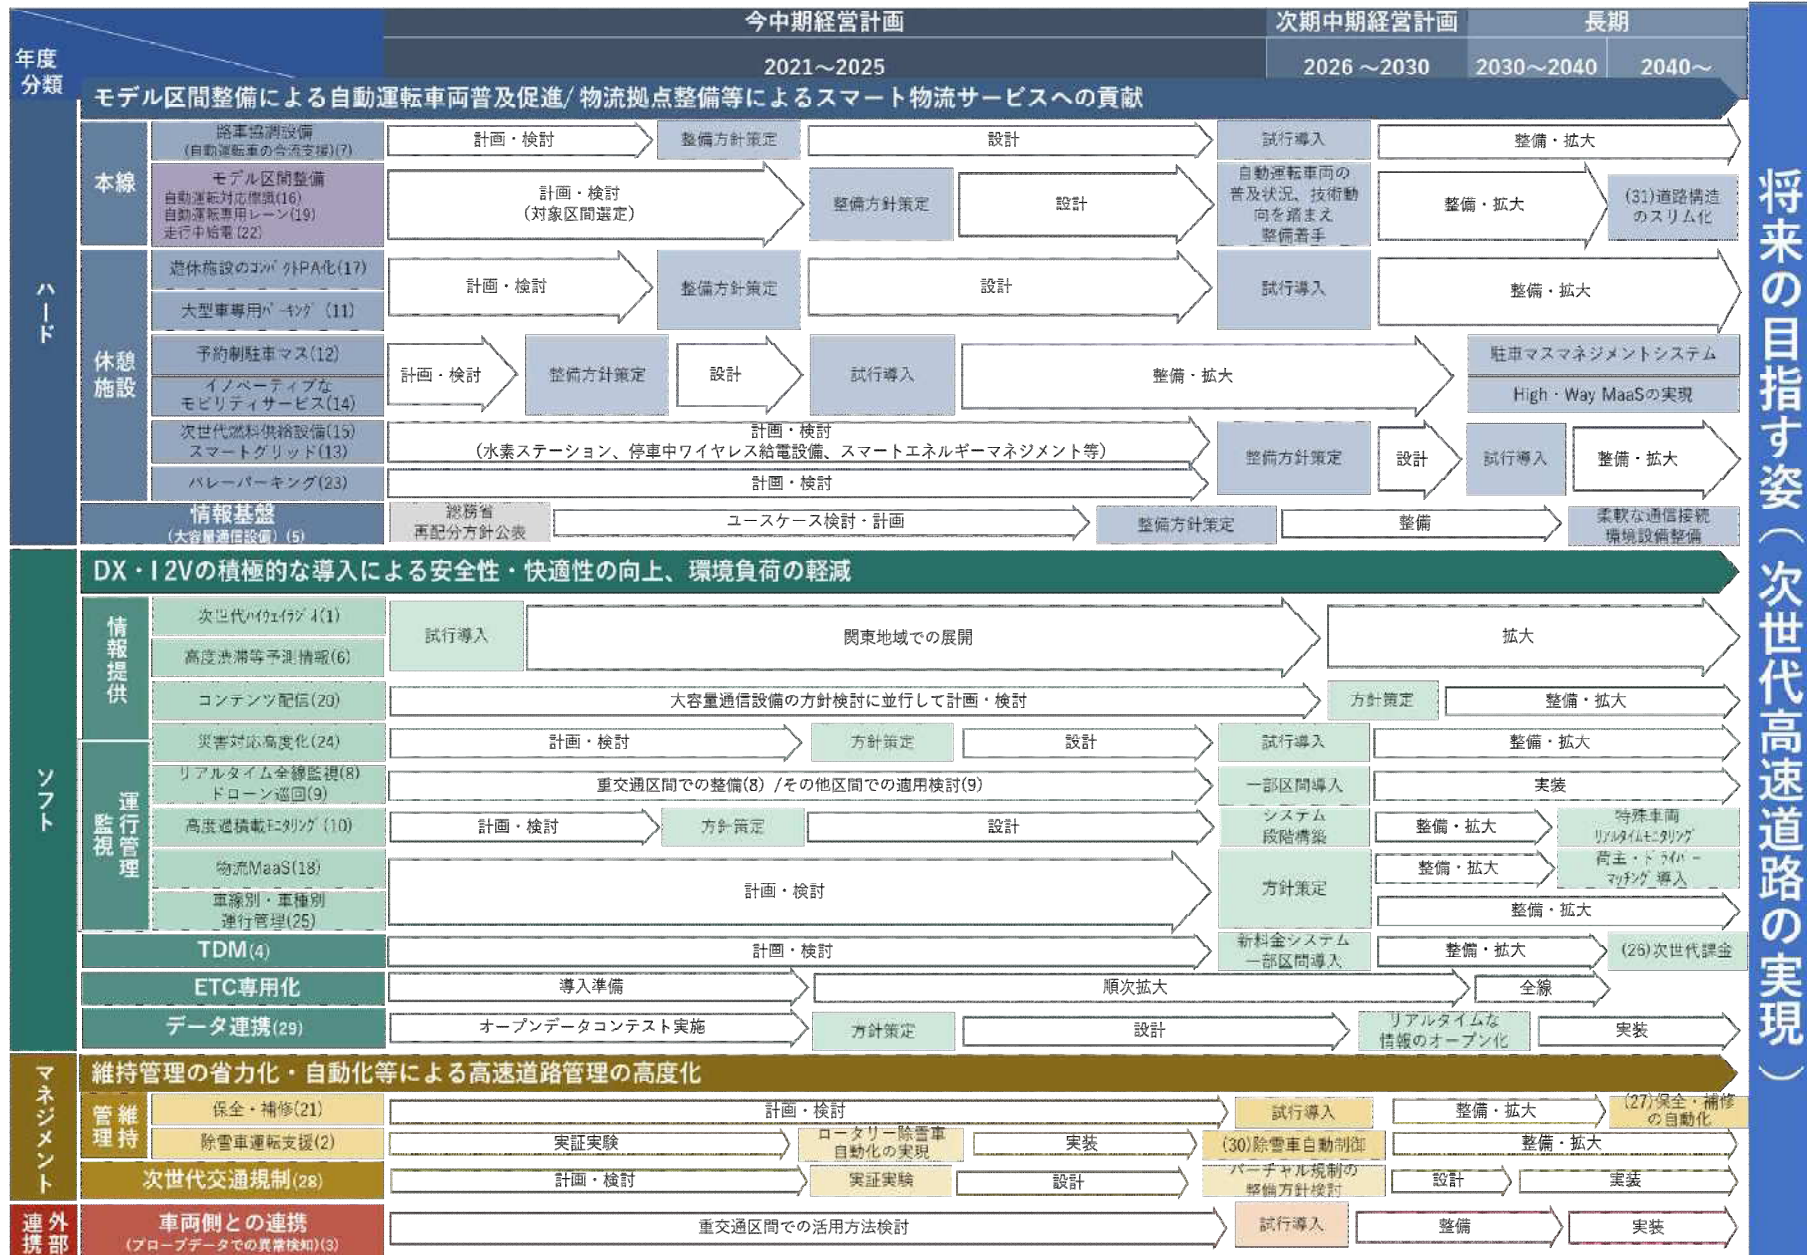 今中期経営計画
次期中期経営計画
長期
年度
分類
2021～2025
2026 ～2030
2030～2040
2040～
ハード
モデル区間整備による自動運転車両普及促進/ 物流拠点整備等によるスマート物流サービスへの貢献
本線
路車協調設備
(自動運転車の合流支援)(7)
計画・検討
整備方針策定
設計
試行導入
整備・拡大
モデル区間整備
自動運転対応標識(16)
自動運転専用レーン(19)
走行中給電(22)
計画・検討
(対象区間選定)
整備方針策定
設計
自動運転車両の
普及状況、技術動
向を踏まえ
整備着手
整備・拡大
(31)道路構造
のスリム化
休憩
施設
遊休施設のｺﾝﾊﾟｸﾄPA化(17)
大型車専用ﾊﾟｰｷﾝｸﾞ(11)
計画・検討
整備方針策定
設計
試行導入
整備・拡大
予約制駐車マス(12)
イノベーティブな
モビリティサービス(14)
計画・検討
整備方針策定
設計
試行導入
整備・拡大
駐車マスマネジメントシステム
High・Way MaaSの実現
次世代燃料供給設備(15)
スマートグリッド(13)
計画・検討
(水素ステーション、停車中ワイヤレス給電設備、スマートエネルギーマネジメント等)
バレーパーキング(23)
計画・検討
整備方針策定
設計
試行導入
整備・拡大
情報基盤
(大容量通信設備) (5)
総務省
再配分方針公表
ユースケース検討・計画
整備方針策定
整備
柔軟な通信接続
環境設備整備
ソフト
DX・I2Vの積極的な導入による安全性・快適性の向上、環境負荷の軽減
情報提供
次世代ﾊｲｳｪｲﾗｼﾞｵ(1)
高度渋滞等予測情報(6)
試行導入
関東地域での展開
拡大
コンテンツ配信(20)
大容量通信設備の方針検討に並行して計画・検討
方針策定
整備・拡大
災害対応高度化(24)
計画・検討
方針策定
設計
試行導入
整備・拡大
運行管理
監視
リアルタイム全線監視(8)
ドローン巡回(9)
重交通区間での整備(8) /その他区間での適用検討(9)
一部区間導入
実装
高度過積載ﾓﾆﾀﾘﾝｸﾞ(10)
計画・検討
方針策定
設計
システム
段階構築
整備・拡大
特殊車両
ﾘｱﾙﾀｲﾑﾓﾆﾀﾘﾝｸﾞ
物流MaaS(18)
車線別・車種別
運行管理(25)
計画・検討
方針策定
整備・拡大
荷主・ﾄﾞﾗｲﾊﾞｰ
ﾏｯﾁﾝｸﾞ導入
整備・拡大
TDM(4)
計画・検討
新料金システム
一部区間導入
整備・拡大
(26)次世代課金
ETC専用化
導入準備
順次拡大
全線
データ連携(29)
オープンデータコンテスト実施
方針策定
設計
リアルタイムな
情報のオープン化
実装
マネジメント
維持管理の省力化・自動化等による高速道路管理の高度化
維持
管理
保全・補修(21)
計画・検討
試行導入
整備・拡大
(27)保全・補修
の自動化
除雪車運転支援(2)
実証実験
ロータリー除雪車
自動化の実現
実装
(30)除雪車自動制御
整備・拡大
次世代交通規制(28)
計画・検討
実証実験
設計
バーチャル規制の
整備方針検討
設計
実装
外部
連携
車両側との連携
(プローブデータでの異常検知)(3)
重交通区間での活用方法検討
試行導入
整備
実装
将来の目指す姿（次世代高速道路の実現）